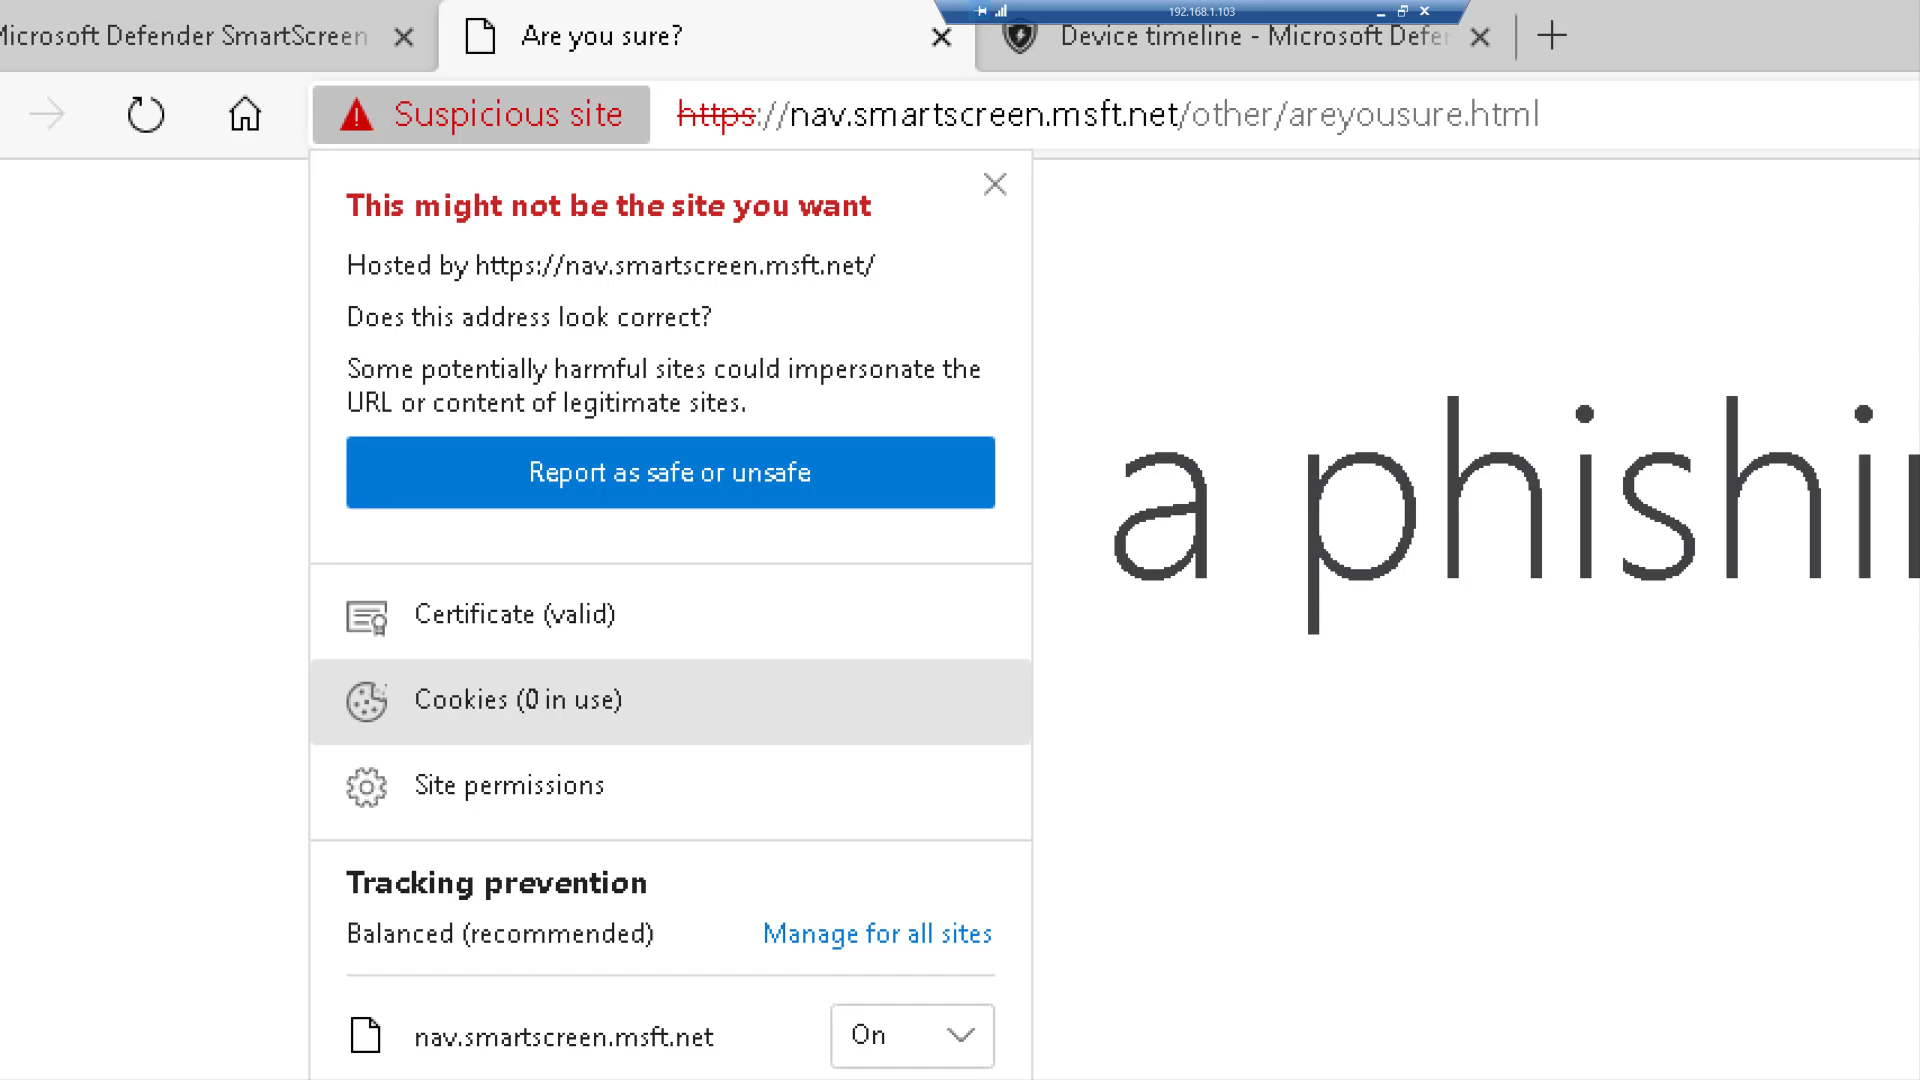 192.168.1.103
Microsoft Defender SmartScreen
Are you sure?
Device timeline - Microsoft Defe
Suspicious site
https://nav.smartscreen.msft.net/other/areyousure.html
This might not be the site you want
Hosted by https://nav.smartscreen.msft.net/
Does this address look correct?
Some potentially harmful sites could impersonate the
URL or content of legitimate sites.
Report as safe or unsafe
a phishin
Certificate (valid)
Cookies (0 in use)
Site permissions
Tracking prevention
Balanced (recommended)
Manage for all sites
nav.smartscreen.msft.net
On